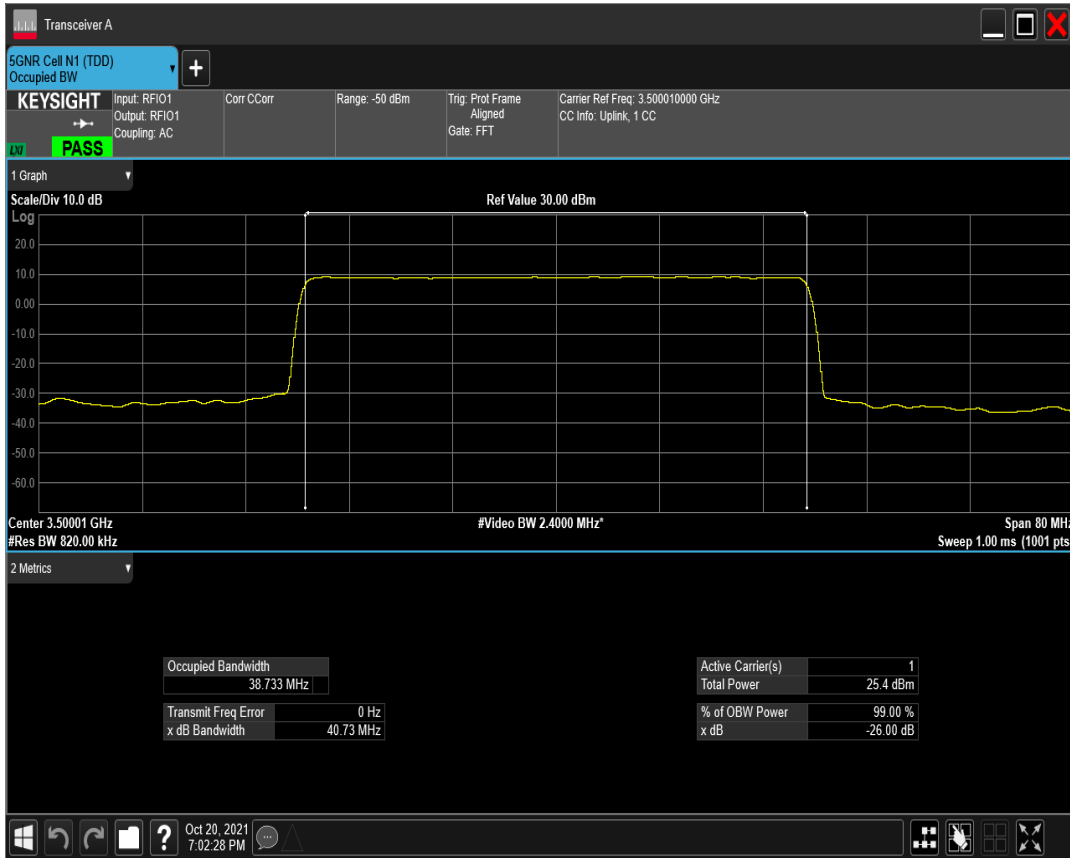 Transceiver A
5GNR Cell N1 (TDD)
Occupied BW
+
KEYSIGHT
LXI
PASS
Input: RFIO1
Output: RFIO1
Coupling: AC
Corr CCorr
Range: -50 dBm
Trig: Prot Frame
Aligned
Gate: FFT
Carrier Ref Freq: 3.500010000 GHz
CC Info: Uplink, 1 CC
1 Graph
Scale/Div 10.0 dB
Ref Value 30.00 dBm
Log
20.0
10.0
0.00
-10.0
-20.0
-30.0
-40.0
-50.0
-60.0
Center 3.50001 GHz
#Video BW 2.4000 MHz*
Span 80 MHz
#Res BW 820.00 kHz
Sweep 1.00 ms (1001 pts
2 Metrics
Occupied Bandwidth
38.733 MHz
Transmit Freq Error 0 Hz
x dB Bandwidth 40.73 MHz
Active Carrier(s) 1
Total Power 25.4 dBm
% of OBW Power 99.00 %
x dB -26.00 dB
?
Oct 20, 2021
7:02:28 PM